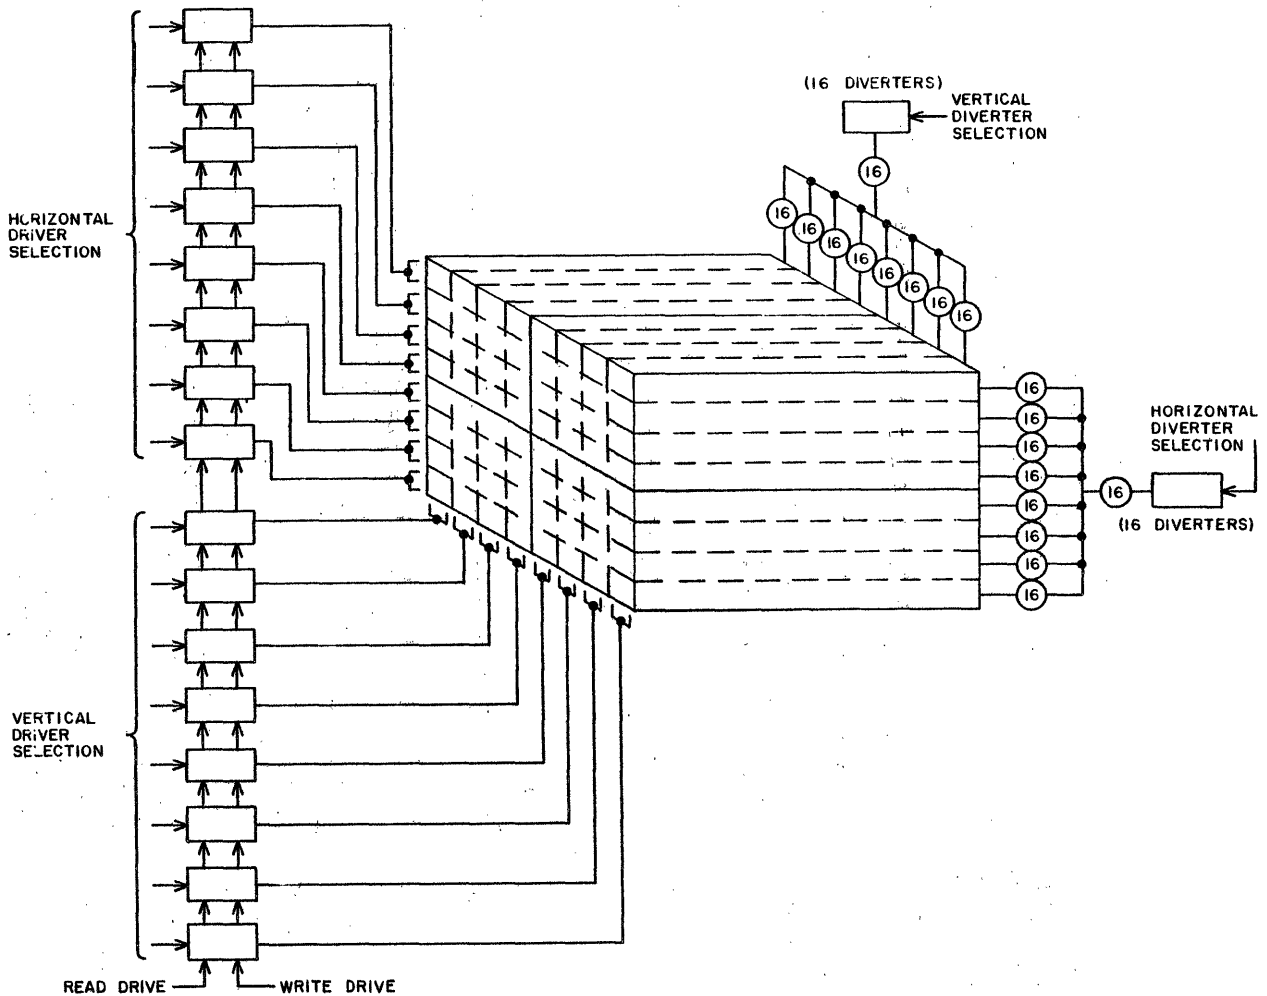 (16 DIVERTERS)
VERTICAL
DIVERTER
SELECTION
16
16
16
16
16
16
16
16
16
HORIZONTAL
DRIVER
SELECTION
16
16
16
16
16
16
16
16
HORIZONTAL
DIVERTER
SELECTION
16
(16 DIVERTERS)
VERTICAL
DRIVER
SELECTION
READ DRIVE
WRITE DRIVE